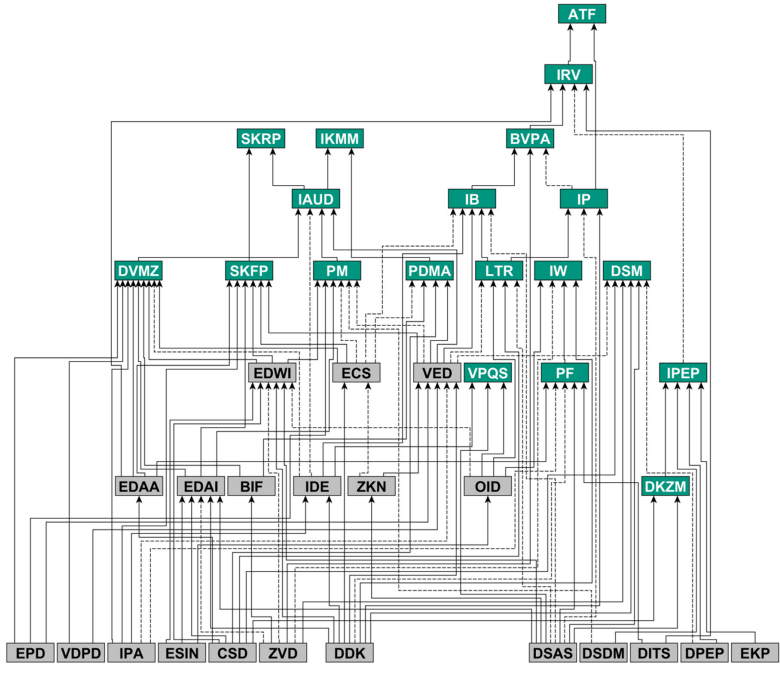 ATF
IRV
SKRP IKMM BVPA
IAUD IB IP
DVMZ SKFP PM PDMA LTR IW DSM
EDWI ECS VED VPQS PF IPEP
EDAA EDAI BIF IDE ZKN OID DKZM
EPD VDPD IPA ESIN CSD ZVD DDK DSAS DSDM DITS DPEP EKP